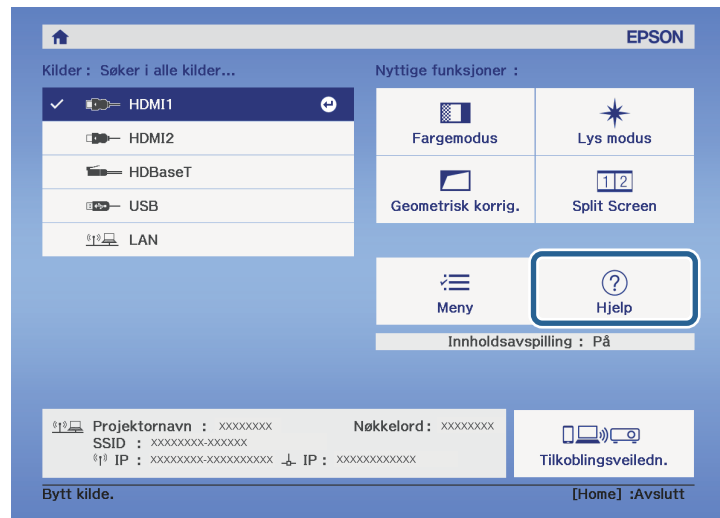 EPSON
Kilder : Søker i alle kilder...
HDMI1
HDMI2
HDBaseT
USB
LAN
Nyttige funksjoner :
Fargemodus
Lys modus
Geometrisk korrig.
1 2
Split Screen
Meny
?
Hjelp
Innholdsavspilling : På
Projektornavn : xxxxxxxx Nøkkelord : xxxxxxxx
SSID : xxxxxxxx-xxxxxx
IP : xxxxxxxx-xxxxxxxxxx IP : xxxxxxxxxxxx
Tilkoblingsveiledn.
Bytt kilde. [Home] :Avslutt